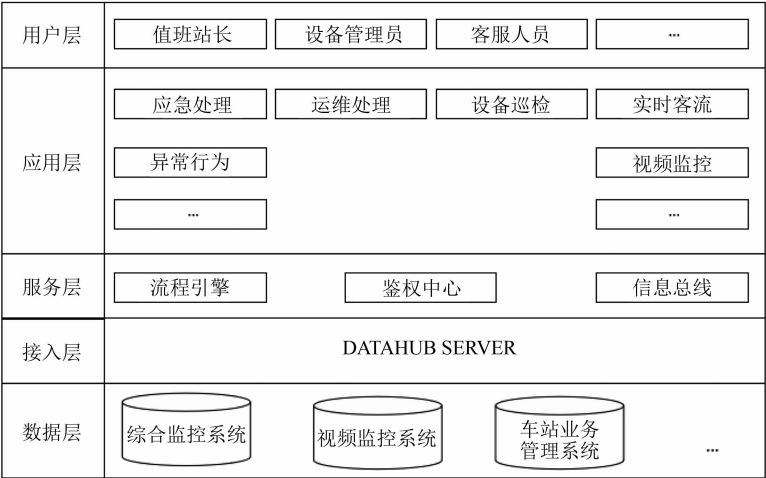 用户层
值班站长
设备管理员
客服人员
...
应用层
应急处理
运维处理
设备巡检
实时客流
异常行为
视频监控
...
...
服务层
流程引擎
鉴权中心
信息总线
接入层
DATAHUB SERVER
数据层
综合监控系统
视频监控系统
车站业务
管理系统
...